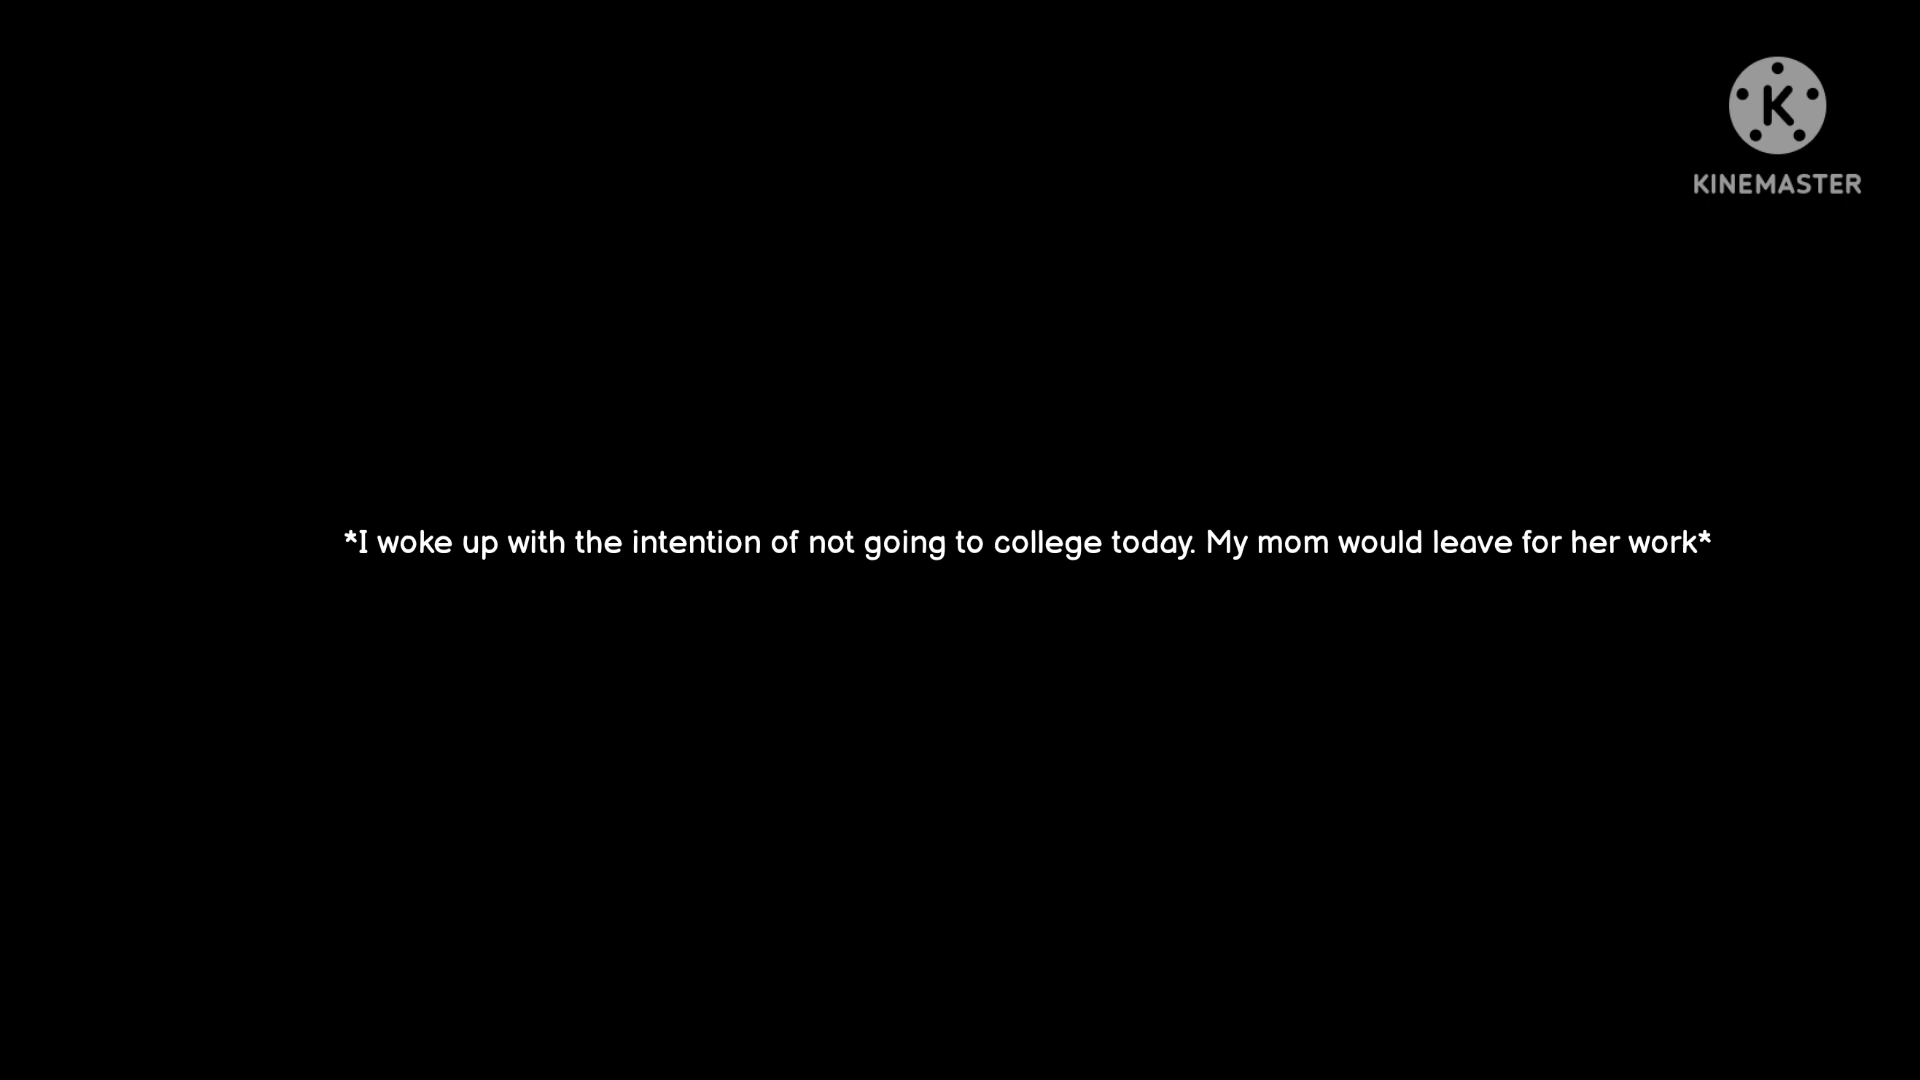 K
KINEMASTER
*I woke up with the intention of not going to college today. My mom would leave for her work*